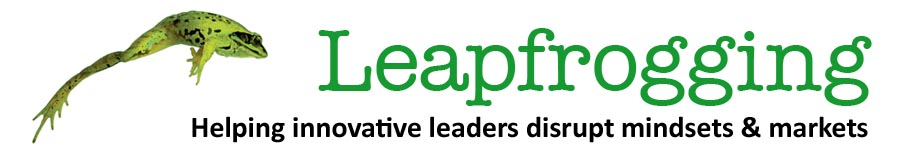 Leapfrogging
Helping innovative leaders disrupt mindsets & markets